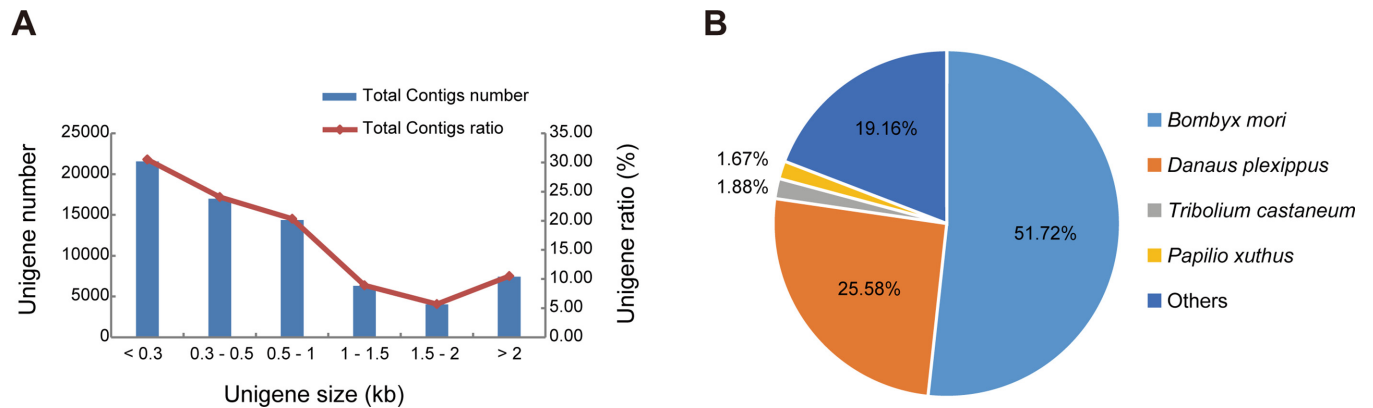 A
B
Total Contigs number
Total Contigs ratio
Unigene number
25000
20000
15000
10000
5000
0
35.00
30.00
25.00
20.00
15.00
10.00
5.00
0.00
Unigene ratio (%)
< 0.3
0.3 - 0.5
0.5 - 1
1 - 1.5
1.5 - 2
> 2
Unigene size (kb)
19.16%
1.67%
1.88%
25.58%
51.72%
Bombyx mori
Danaus plexippus
Tribolium castaneum
Papilio xuthus
Others